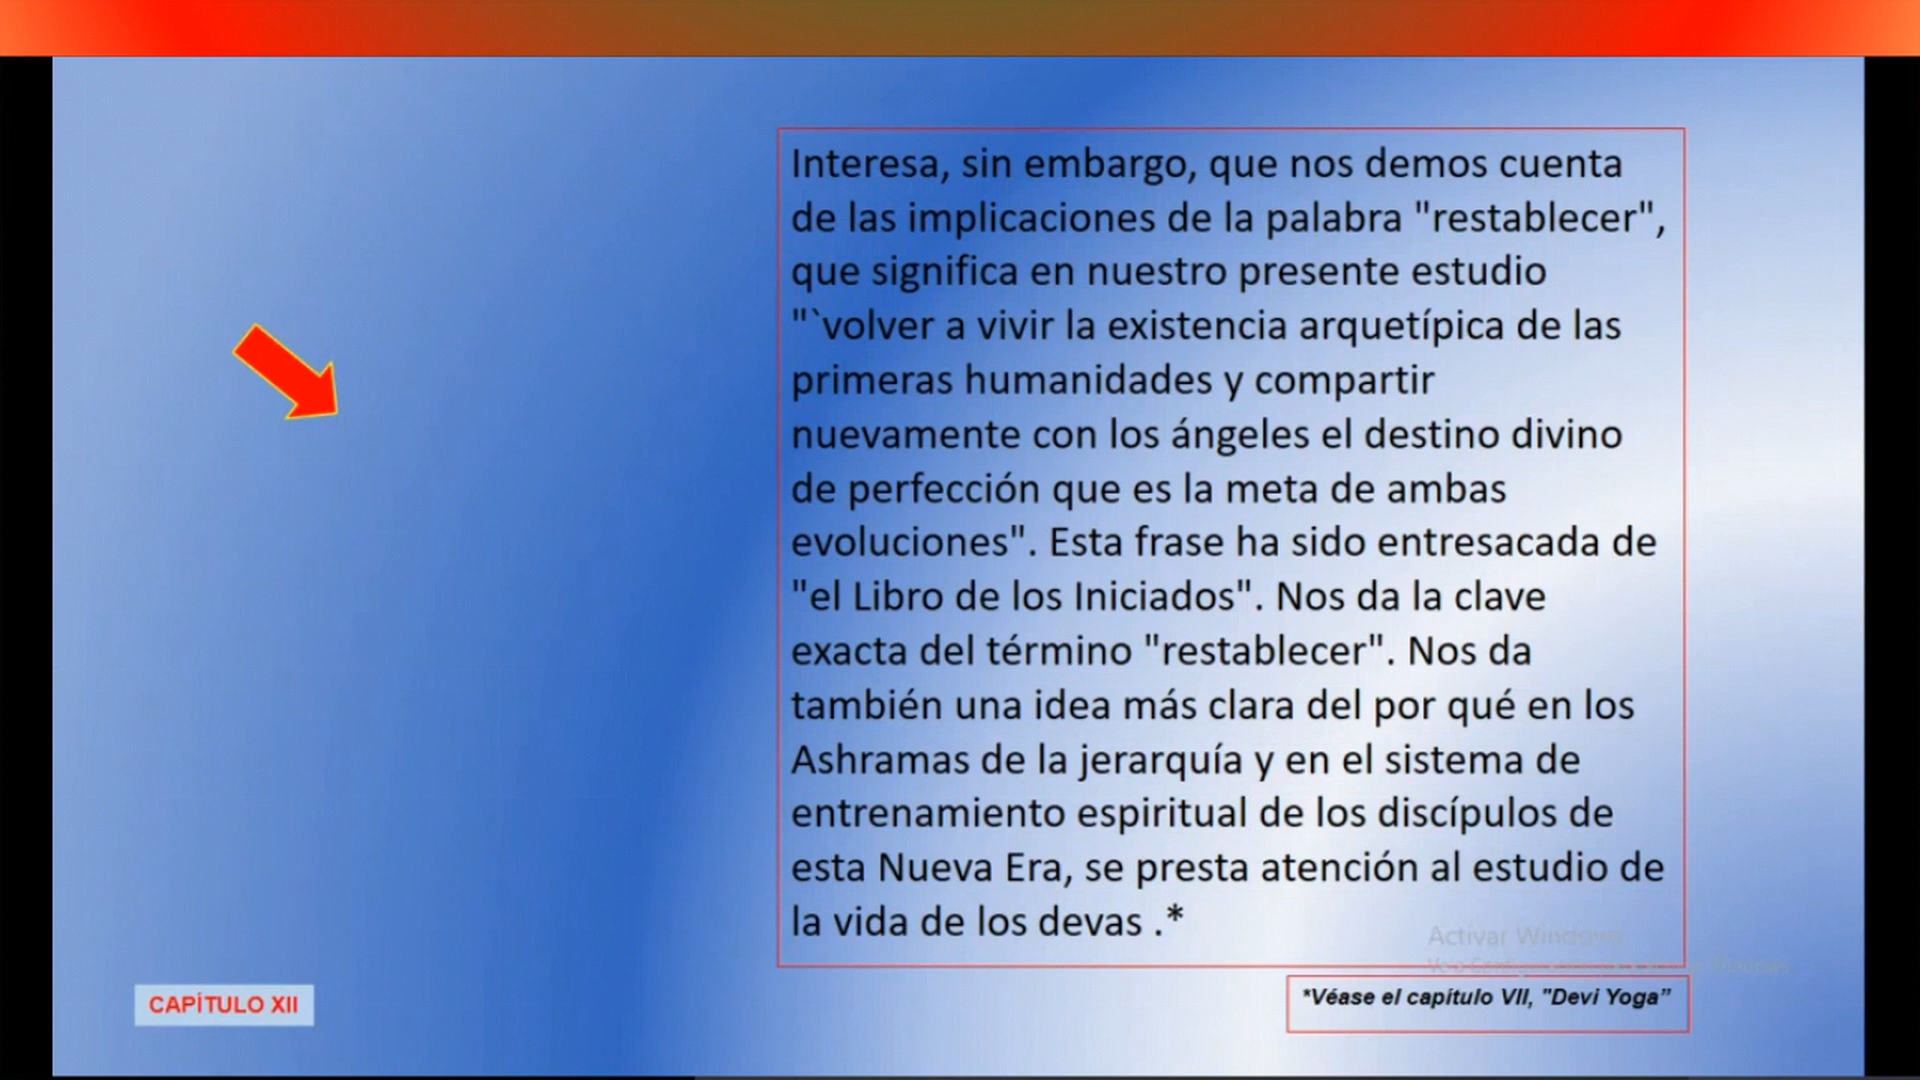 Interesa, sin embargo, que nos demos cuenta
de las implicaciones de la palabra "restablecer",
que significa en nuestro presente estudio
"`volver a vivir la existencia arquetípica de las
primeras humanidades y compartir
nuevamente con los ángeles el destino divino
de perfección que es la meta de ambas
evoluciones". Esta frase ha sido entresacada de
"el Libro de los Iniciados". Nos da la clave
exacta del término "restablecer". Nos da
también una idea más clara del por qué en los
Ashramas de la jerarquía y en el sistema de
entrenamiento espiritual de los discípulos de
esta Nueva Era, se presta atención al estudio de
la vida de los devas .*
Activar Windows
*Véase el capítulo VII, "Devi Yoga”
CAPÍTULO XII